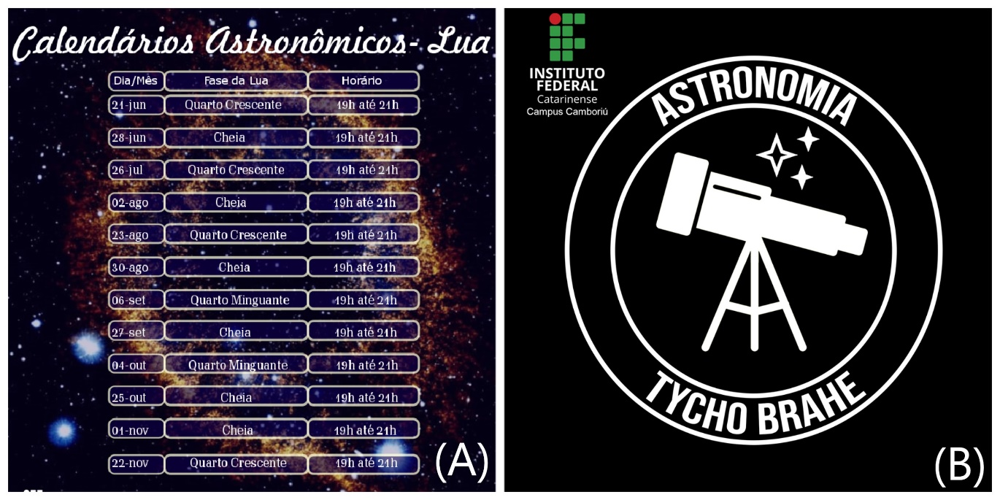 Calendários Astronômicos- Lua
Dia/Mês Fase da Lua Horário
21-jun Quarto Crescente 19h até 21h
28-jun Cheia 19h até 21h
26-jul Quarto Crescente 19h até 21h
02-ago Cheia 19h até 21h
23-ago Quarto Crescente 19h até 21h
30-ago Cheia 19h até 21h
06-set Quarto Minguante 19h até 21h
27-set Cheia 19h até 21h
04-out Quarto Minguante 19h até 21h
25-out Cheia 19h até 21h
01-nov Cheia 19h até 21h
22-nov Quarto Crescente 19h até 21h
(A)
INSTITUTO
FEDERAL
Catarinense
Campus Camboriú
ASTRONOMIA
TYCHO BRAHE
(B)